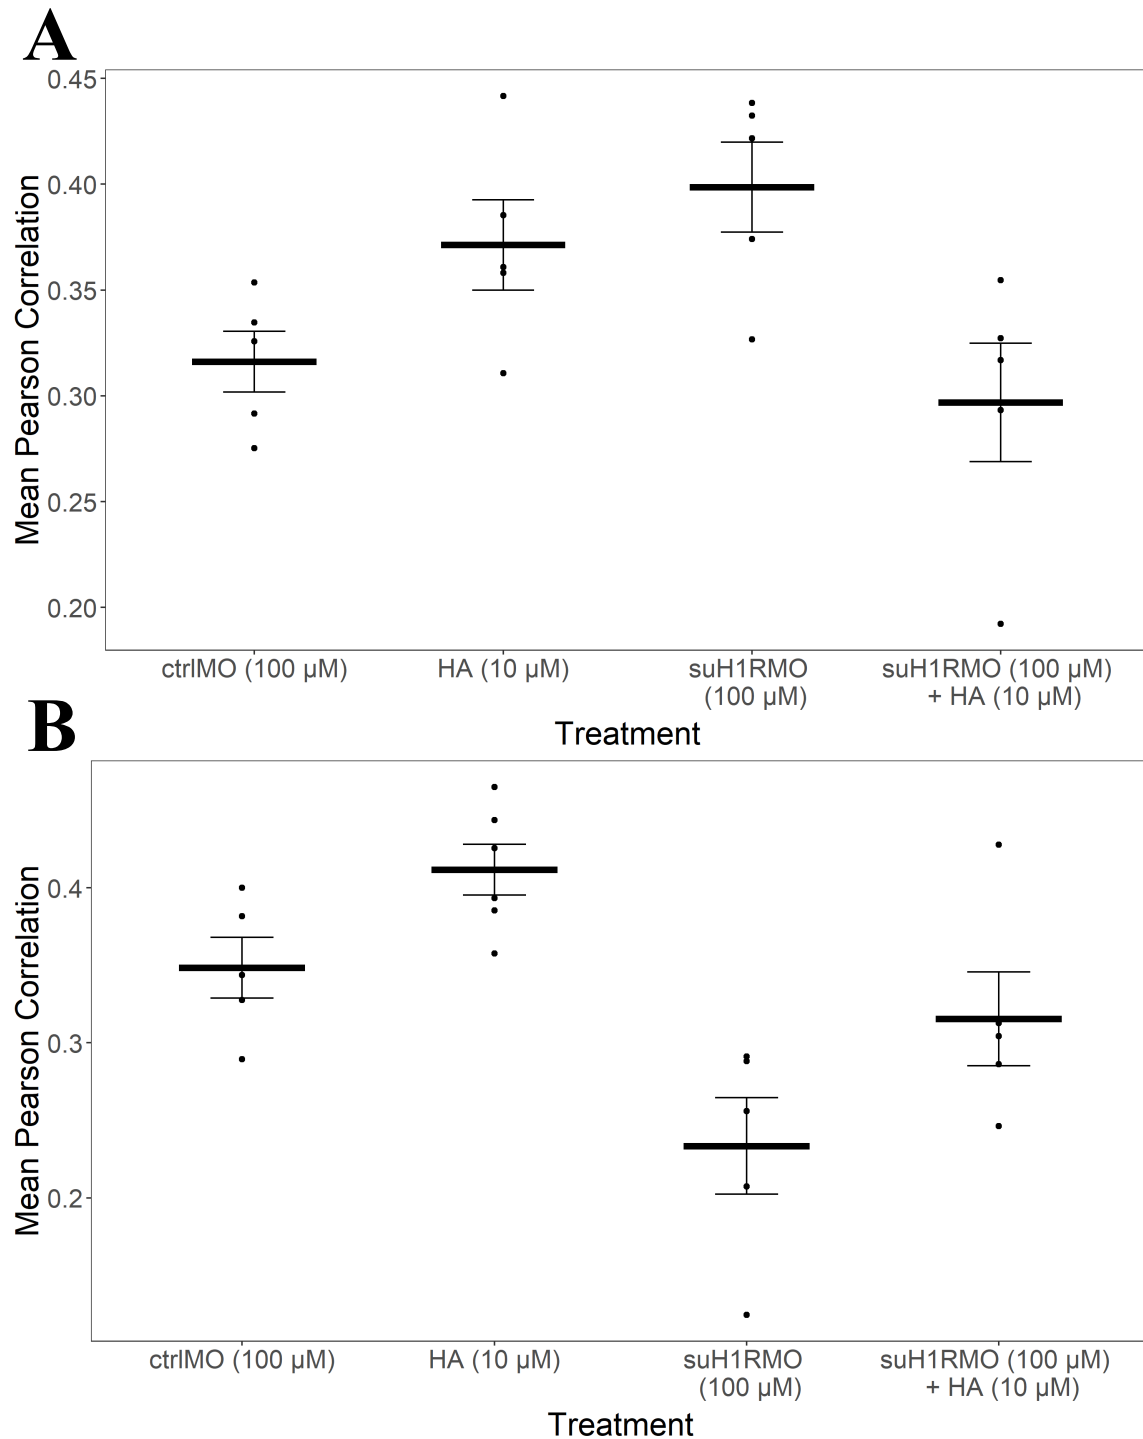 A
Mean Pearson Correlation
0.45
0.40
0.35
0.30
0.25
0.20
ctrlMO (100 µM)
HA (10 µM)
suH1RMO
(100 µM)
suH1RMO (100 µM)
+ HA (10 µM)
Treatment
B
Mean Pearson Correlation
0.4
0.3
0.2
ctrlMO (100 µM)
HA (10 µM)
suH1RMO
(100 µM)
suH1RMO (100 µM)
+ HA (10 µM)
Treatment